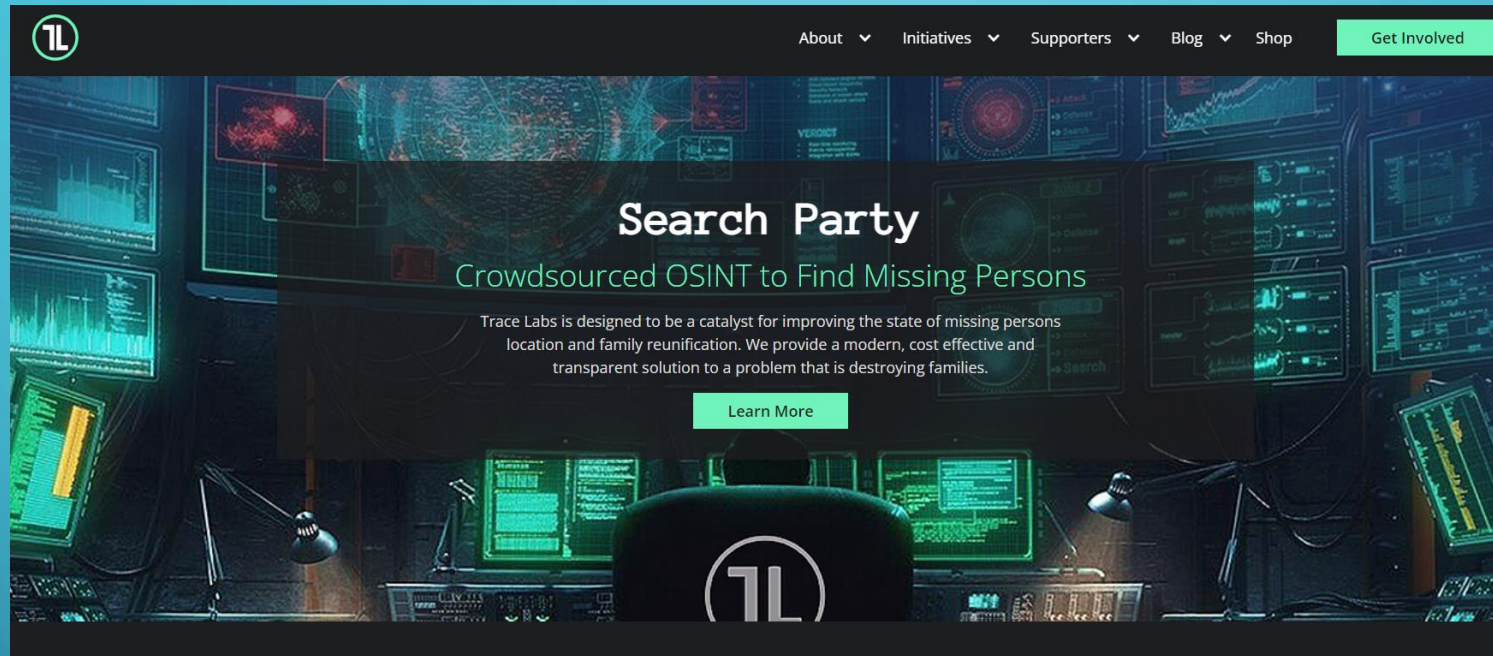 TL
About
Initiatives
Supporters
Blog
Shop
Get Involved
VERDICT
Search Party
Crowdsourced OSINT to Find Missing Persons
Trace Labs is designed to be a catalyst for improving the state of missing persons
location and family reunification. We provide a modern, cost effective and
transparent solution to a problem that is destroying families.
Learn More
TL